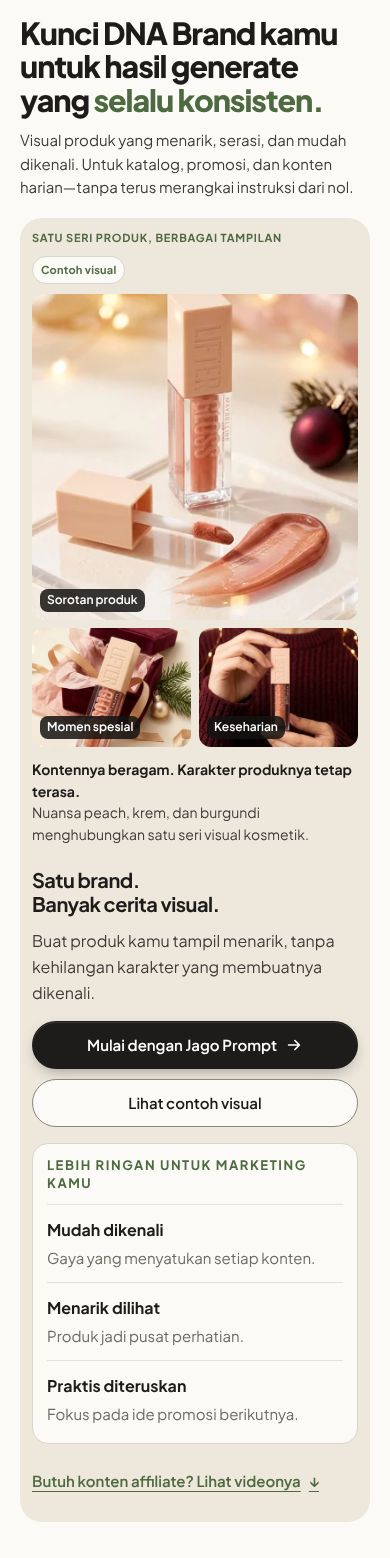 Kunci DNA Brand kamu
untuk hasil generate
yang selalu konsisten.
Visual produk yang menarik, serasi, dan mudah
dikenali. Untuk katalog, promosi, dan konten
harian—tanpa terus merangkai instruksi dari nol.
SATU SERI PRODUK, BERBAGAI TAMPILAN
Contoh visual
LIFTER GLOSS
MAYBELLINE
Sorotan produk
LIFTER GLOSS
Momen spesial
LIFTER
Keseharian
Kontennya beragam. Karakter produknya tetap
terasa.
Nuansa peach, krem, dan burgundi
menghubungkan satu seri visual kosmetik.
Satu brand.
Banyak cerita visual.
Buat produk kamu tampil menarik, tanpa
kehilangan karakter yang membuatnya
dikenali.
Mulai dengan Jago Prompt →
Lihat contoh visual
LEBIH RINGAN UNTUK MARKETING
KAMU
Mudah dikenali
Gaya yang menyatukan setiap konten.
Menarik dilihat
Produk jadi pusat perhatian.
Praktis diteruskan
Fokus pada ide promosi berikutnya.
Butuh konten affiliate? Lihat videonya ↓